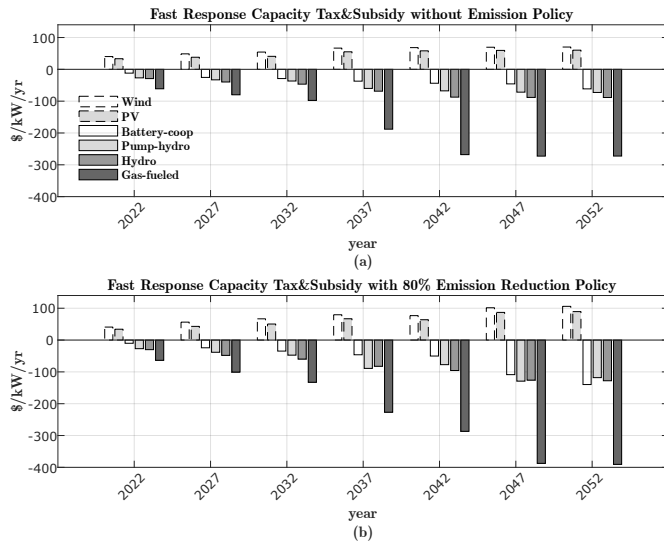 Fast Response Capacity Tax&Subsidy without Emission Policy
100
0
-100
-200
-300
-400
$/kW/yr
Wind
PV
Battery-coop
Pump-hydro
Hydro
Gas-fueled
2022
2027
2032
2037
2042
2047
2052
year
(a)
Fast Response Capacity Tax&Subsidy with 80% Emission Reduction Policy
100
0
-100
-200
-300
-400
$/kW/yr
2022
2027
2032
2037
2042
2047
2052
year
(b)